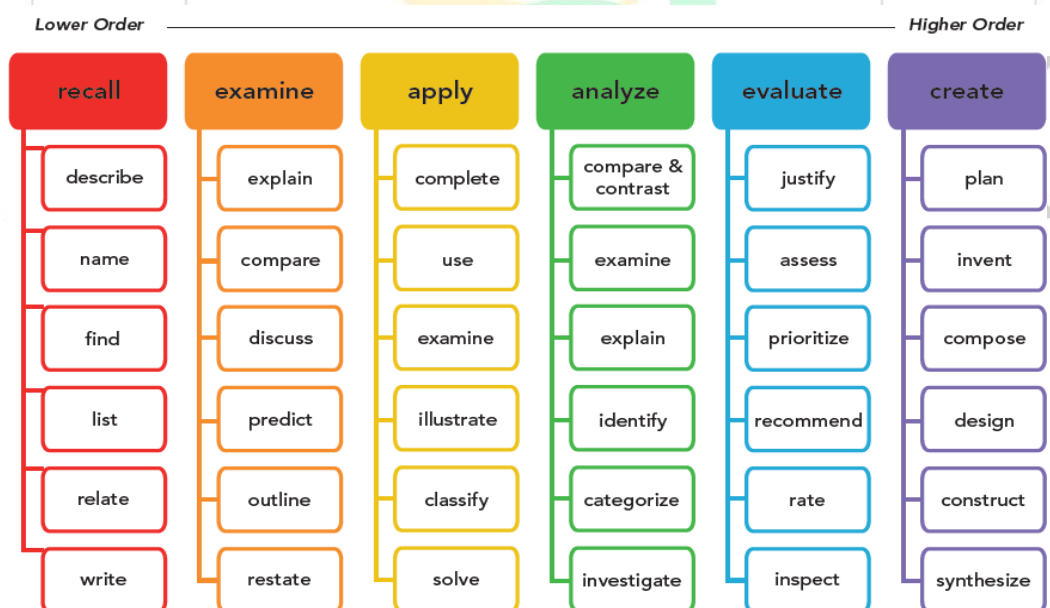 Lower Order
Higher Order
recall
examine
apply
analyze
evaluate
create
describe
explain
complete
compare &
contrast
justify
plan
name
compare
use
examine
assess
invent
find
discuss
examine
explain
prioritize
compose
list
predict
illustrate
identify
recommend
design
relate
outline
classify
categorize
rate
construct
write
restate
solve
investigate
inspect
synthesize